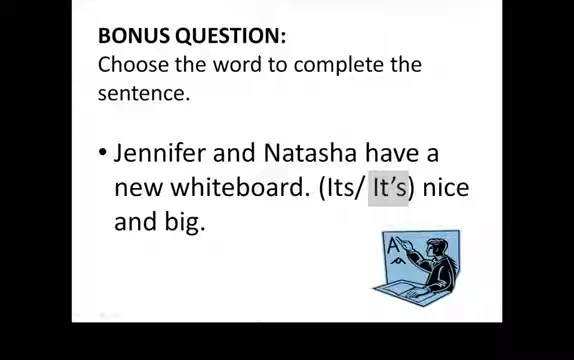 BONUS QUESTION:
Choose the word to complete the
sentence.
• Jennifer and Natasha have a
new whiteboard. (Its/ It’s) nice
and big.
A